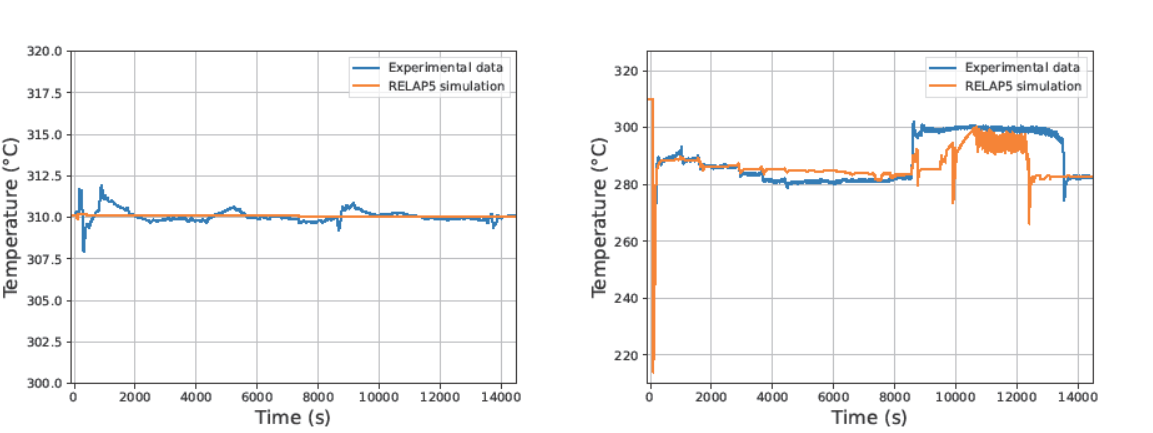 320.0
317.5
315.0
312.5
310.0
307.5
305.0
302.5
300.0
Temperature (°C)
0 2000 4000 6000 8000 10000 12000 14000
Time (s)
Experimental data
RELAP5 simulation
320
300
280
260
240
220
Temperature (°C)
0 2000 4000 6000 8000 10000 12000 14000
Time (s)
Experimental data
RELAP5 simulation